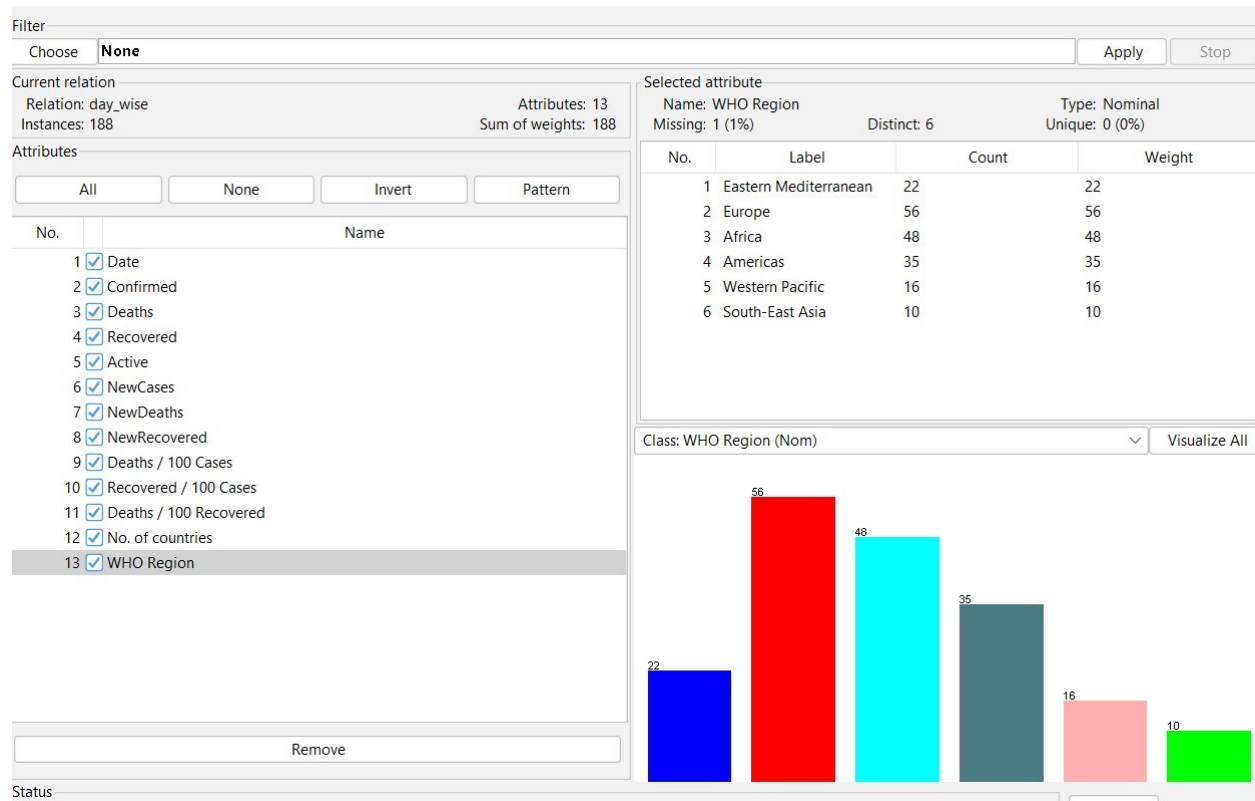 Filter
Choose None Apply Stop
Current relation
Relation: day_wise Attributes: 13
Instances: 188 Sum of weights: 188
Attributes
All None Invert Pattern
No. Name
1 Date
2 Confirmed
3 Deaths
4 Recovered
5 Active
6 NewCases
7 NewDeaths
8 NewRecovered
9 Deaths / 100 Cases
10 Recovered / 100 Cases
11 Deaths / 100 Recovered
12 No. of countries
13 WHO Region
Remove
Selected attribute
Name: WHO Region Type: Nominal
Missing: 1 (1%) Distinct: 6 Unique: 0 (0%)
No. Label Count Weight
1 Eastern Mediterranean 22 22
2 Europe 56 56
3 Africa 48 48
4 Americas 35 35
5 Western Pacific 16 16
6 South-East Asia 10 10
Class: WHO Region (Nom) Visualize All
22 56 48 35 16 10
Status